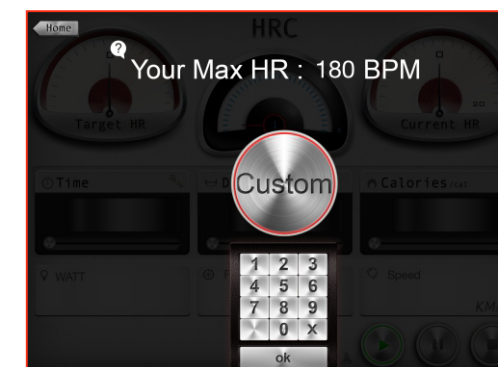 Home
HRC
?
Your Max HR : 180 BPM
Target HR
Current HR
Custom
Time
Calories /cal
1 2 3
4 5 6
7 8 9
0 X
ok
WATT
Speed
KM